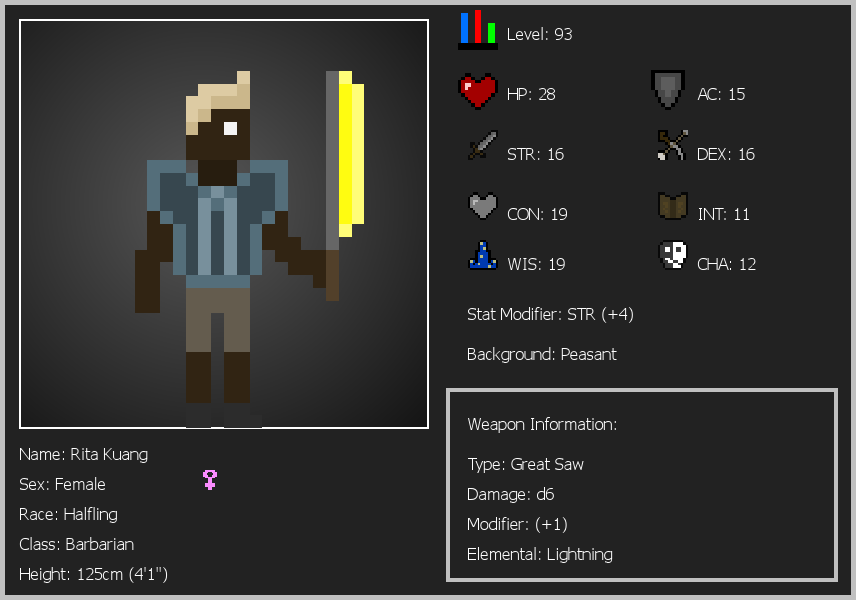 Level: 93
HP: 28
AC: 15
STR: 16
DEX: 16
CON: 19
INT: 11
WIS: 19
CHA: 12
Stat Modifier: STR (+4)
Background: Peasant
Weapon Information:
Type: Great Saw
Damage: d6
Modifier: (+1)
Elemental: Lightning
Name: Rita Kuang
Sex: Female
Race: Halfling
Class: Barbarian
Height: 125cm (4'1")